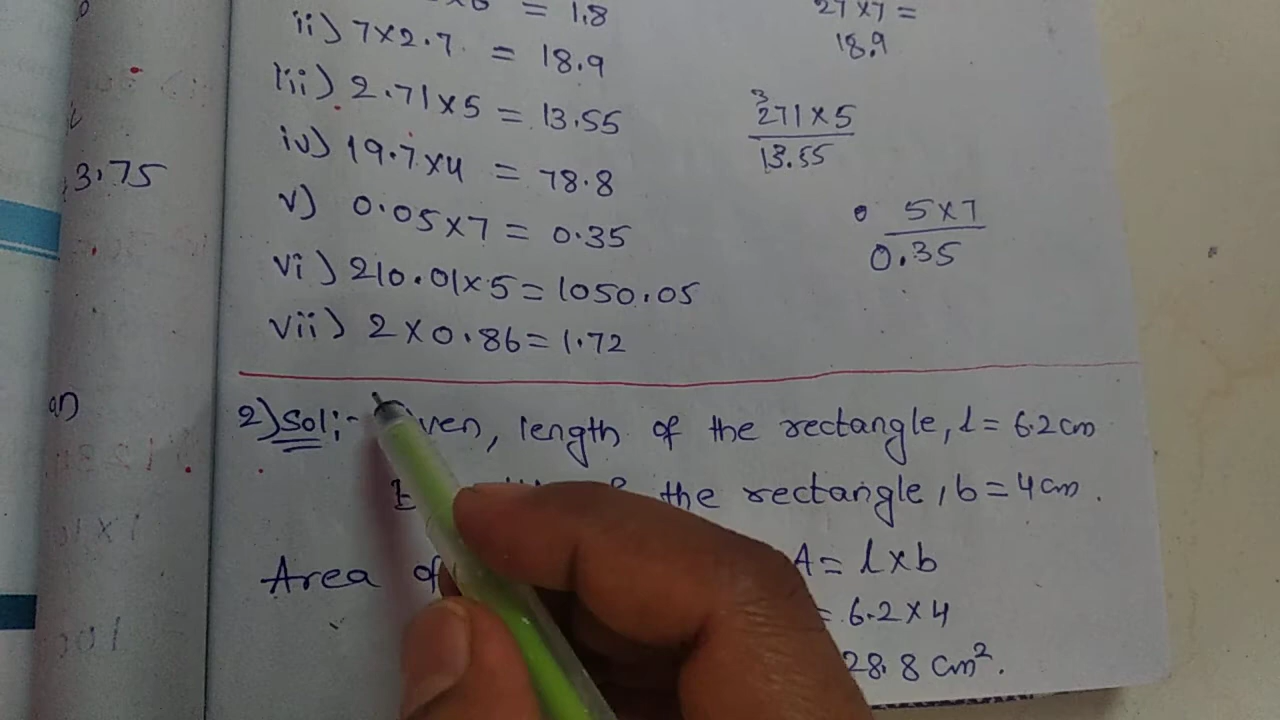 = 1.8
ii) 7×2.7 = 18.9
iii) 2.71×5 = 13.55
iv) 19.7×4 = 78.8
v) 0.05×7 = 0.35
vi) 210.01×5 = 1050.05
vii) 2×0.86 = 1.72
27×7 =
18.9
3
271×5
13.55
5×7
0.35
3.75
2) Sol:- Given, length of the rectangle, l = 6.2cm
the rectangle, b = 4cm.
Area of A = l×b
= 6.2×4
28.8 cm².